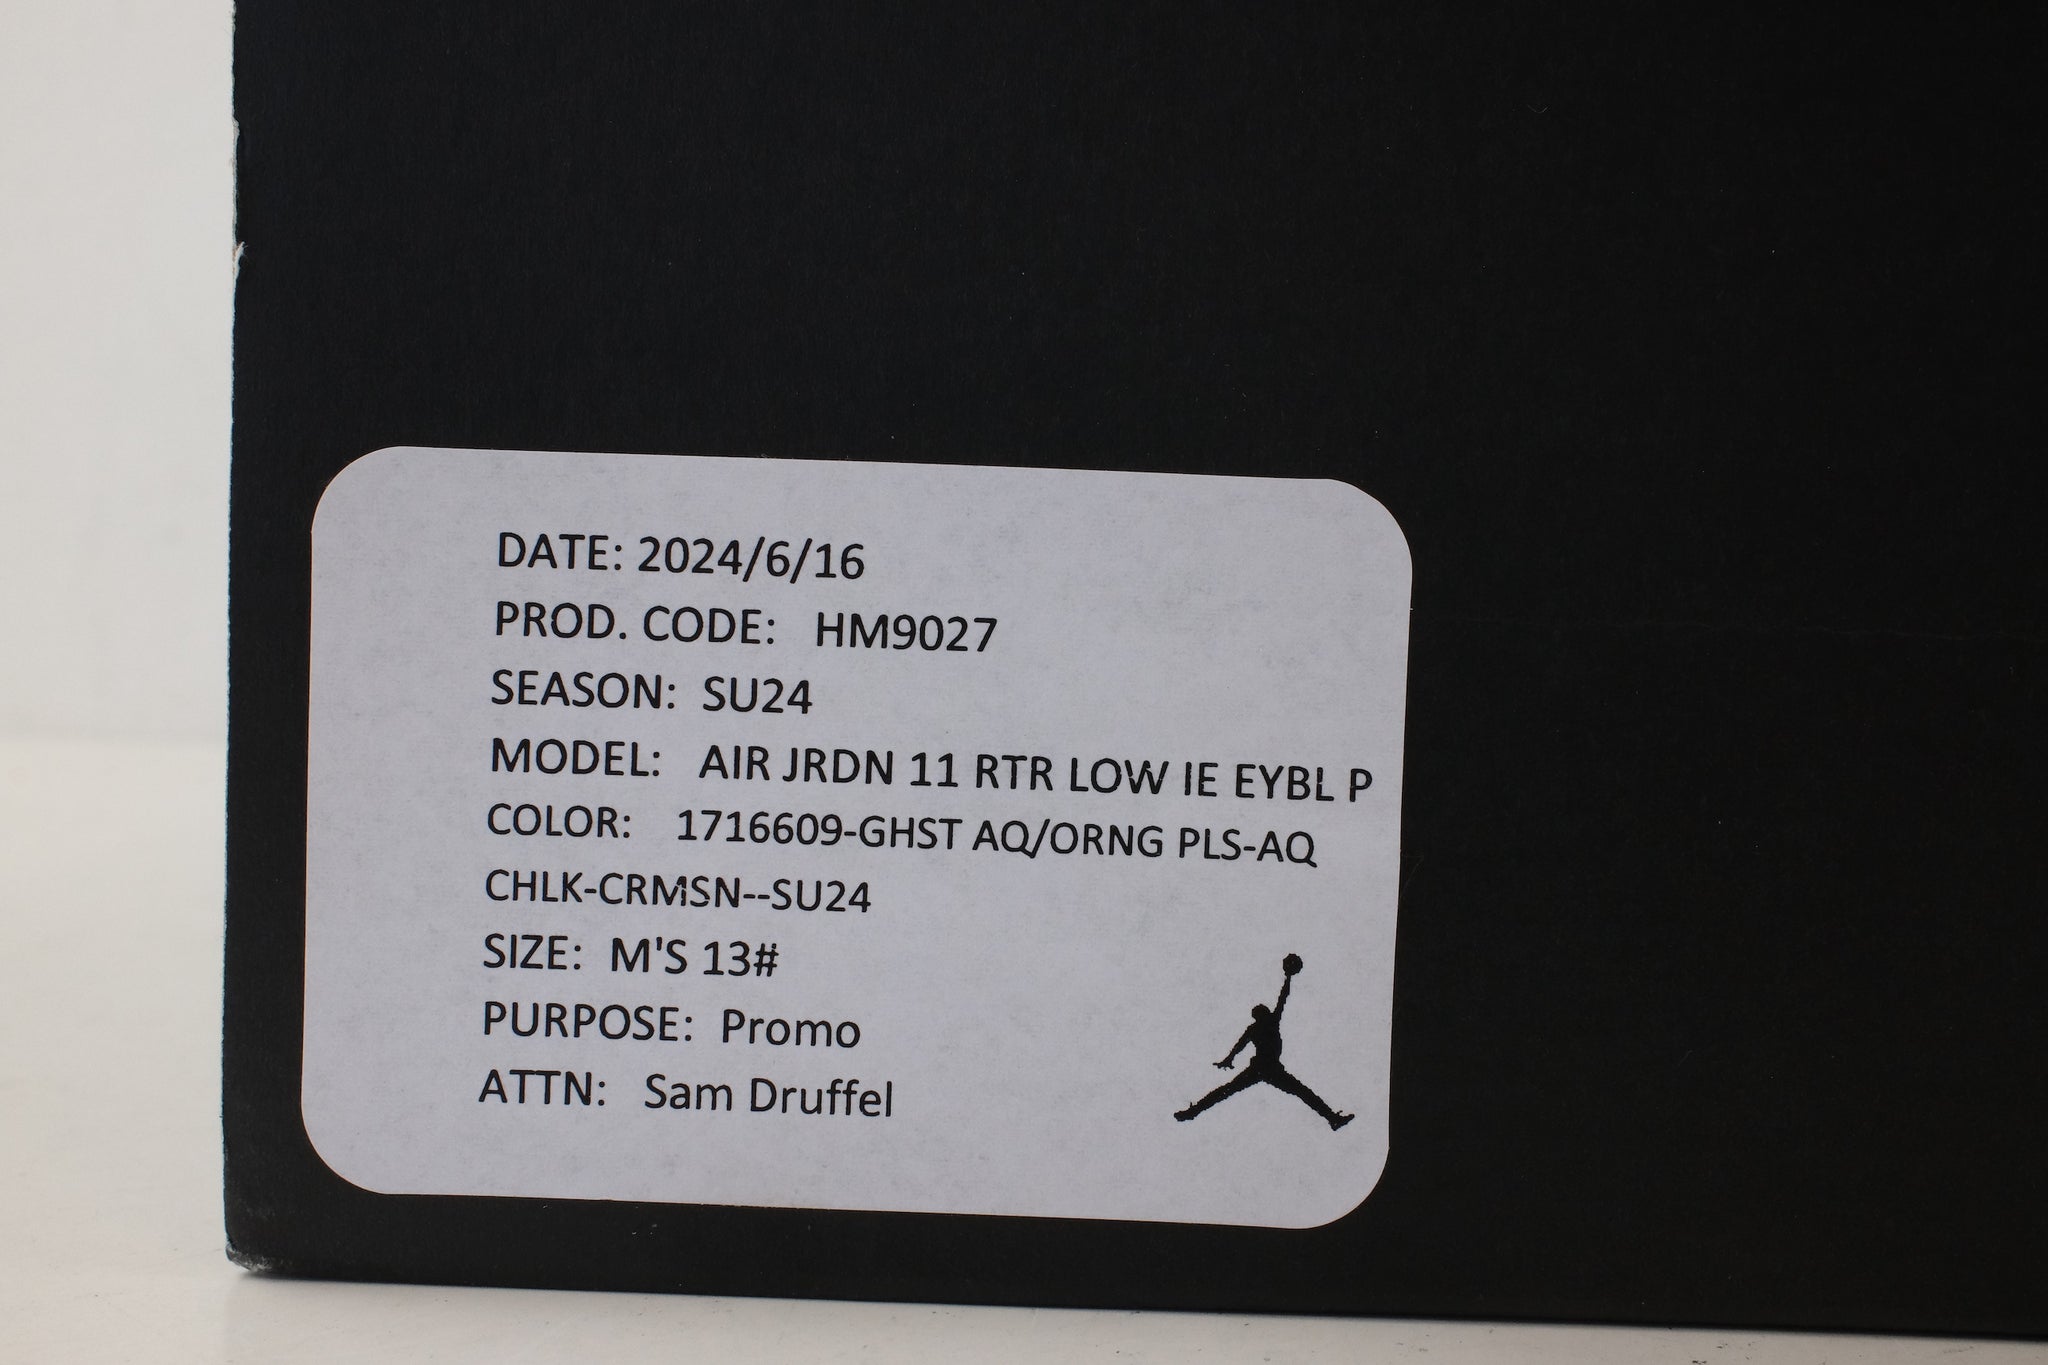 DATE: 2024/6/16
PROD. CODE: HM9027
SEASON: SU24
MODEL: AIR JRDN 11 RTR LOW IE EYBL P
COLOR: 1716609-GHST AQ/ORNG PLS-AQ
CHLK-CRMSN--SU24
SIZE: M'S 13#
PURPOSE: Promo
ATTN: Sam Druffel